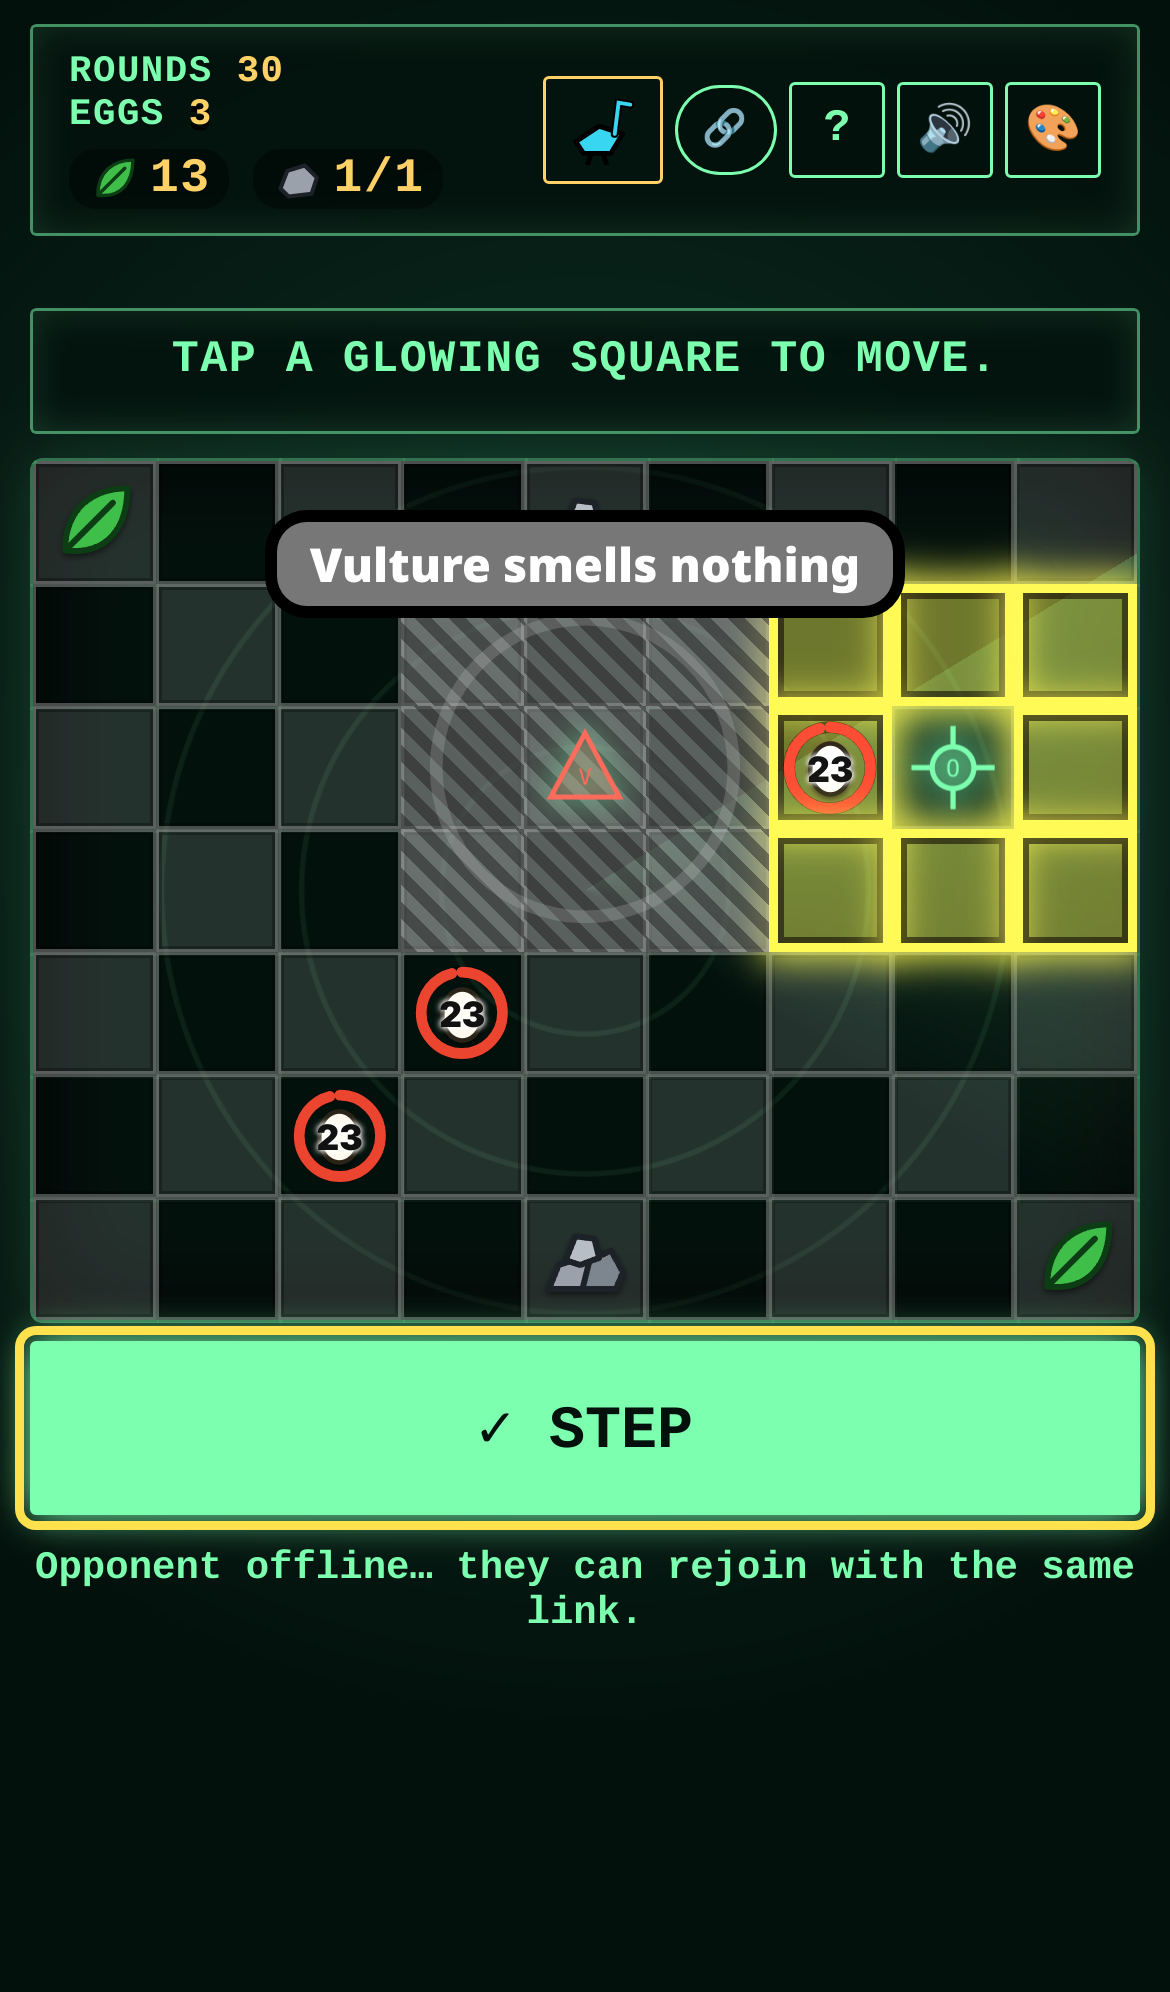 ROUNDS 30
EGGS 3
13
1/1
?
TAP A GLOWING SQUARE TO MOVE.
Vulture smells nothing
V
23
0
23
23
✓ STEP
Opponent offline… they can rejoin with the same
link.